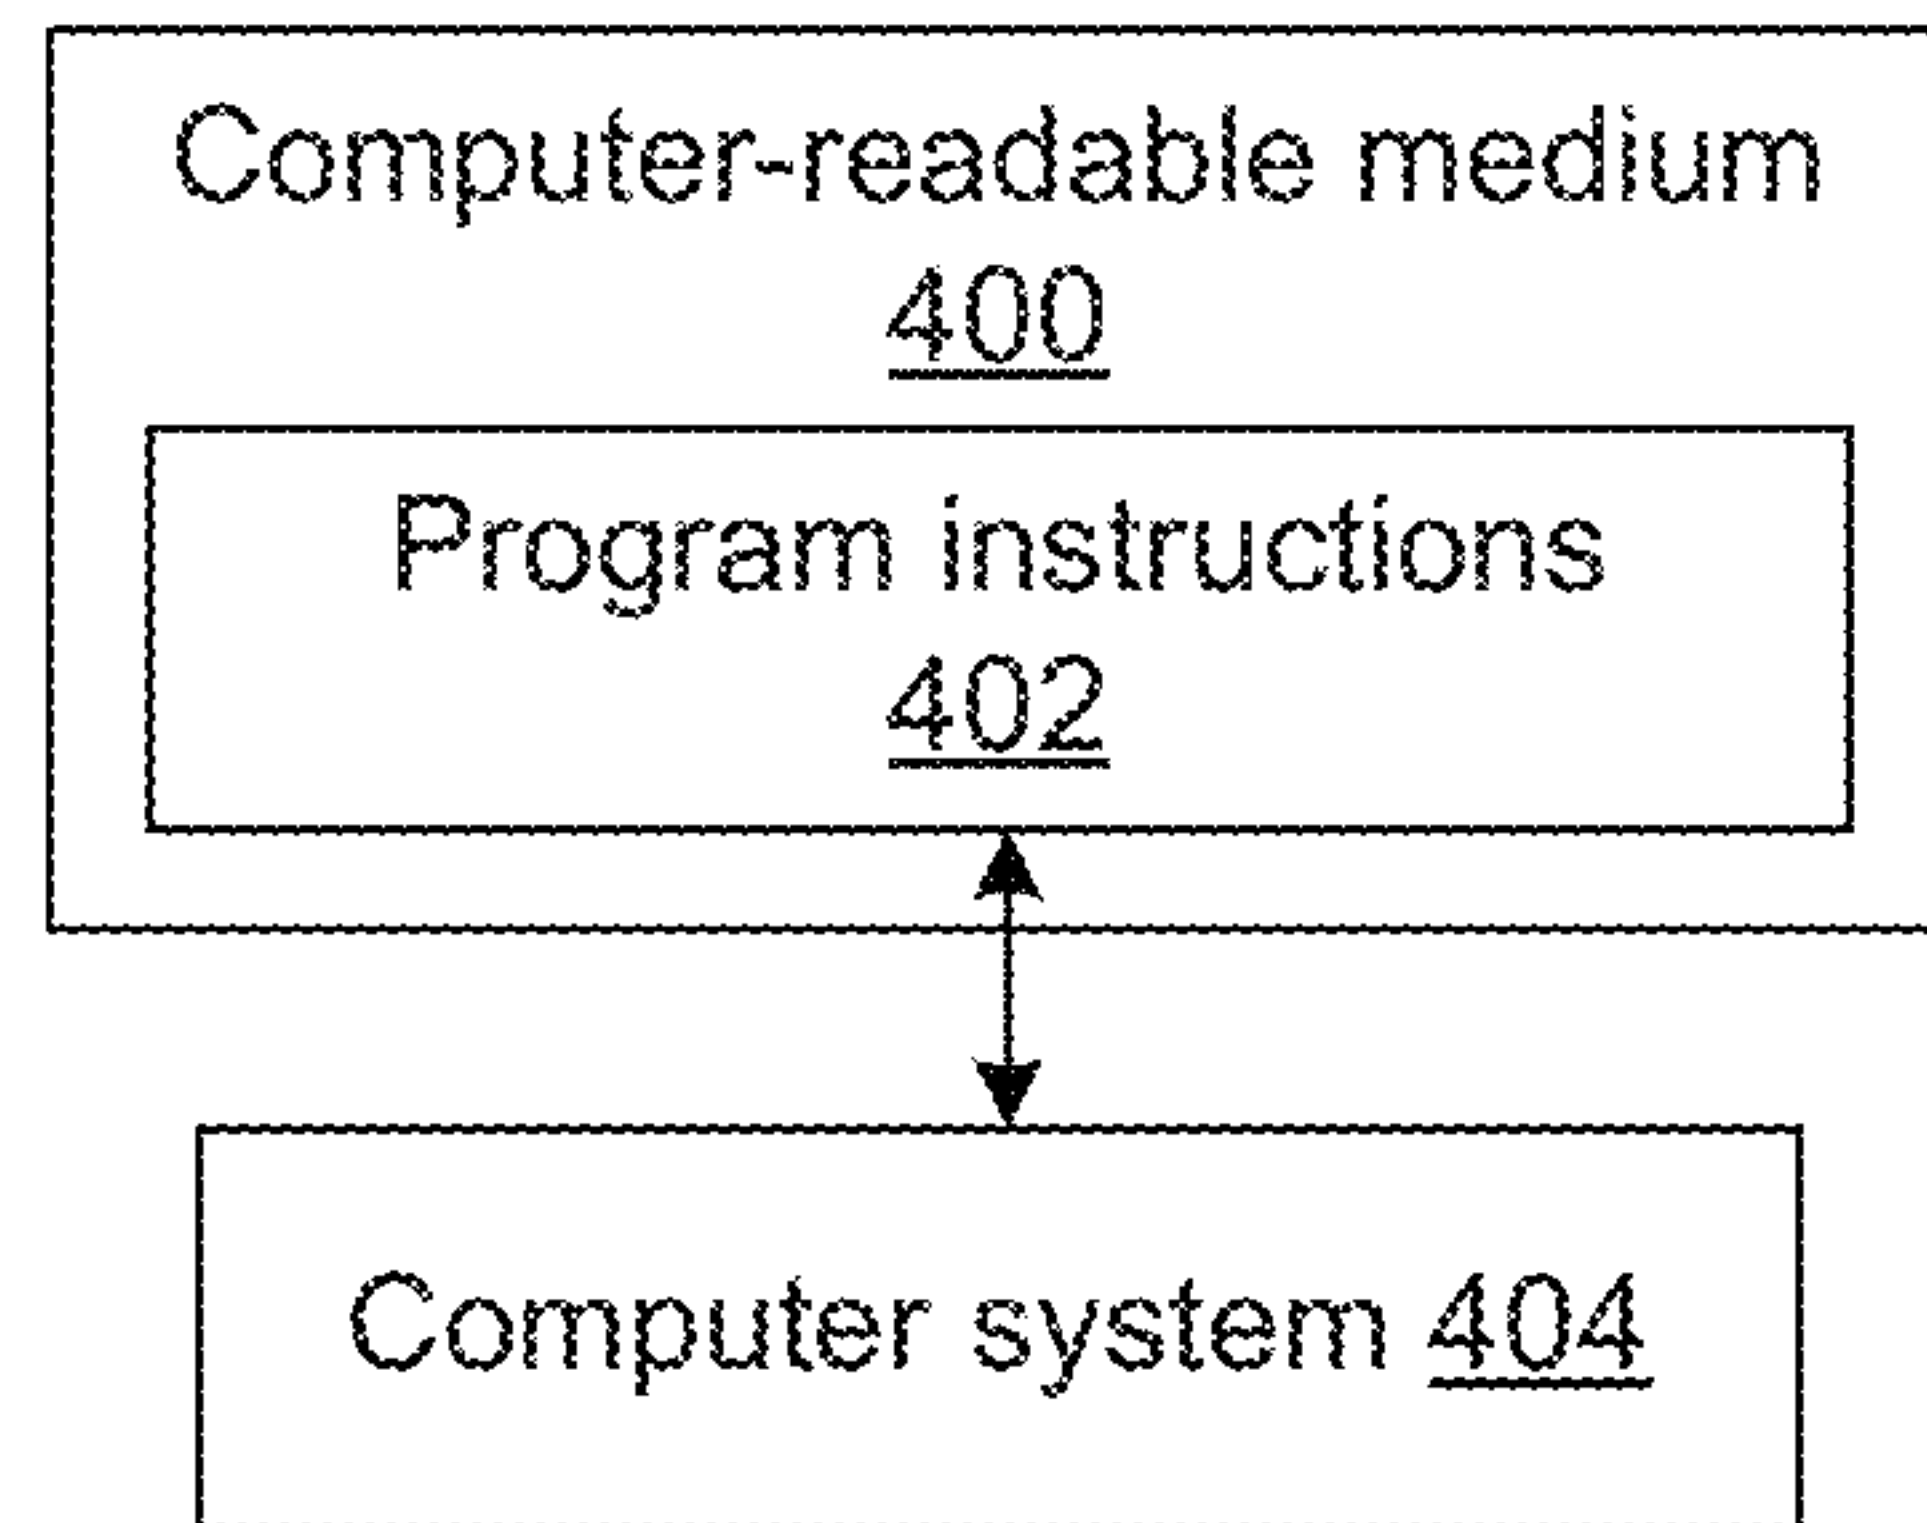 Computer-readable medium
400
Program instructions
402
Computer system 404